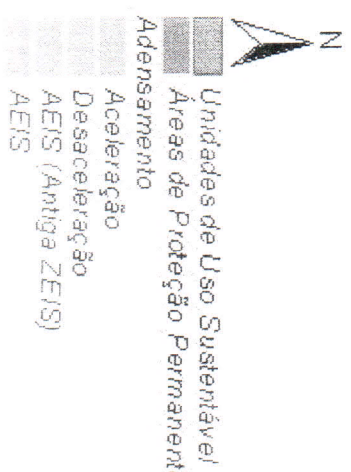 N
Unidades de Uso Sustentável
Áreas de Proteção Permanent
Adensamento
Aceleração
Desaceleração
AEIS (Antiga ZEIS)
AEIS